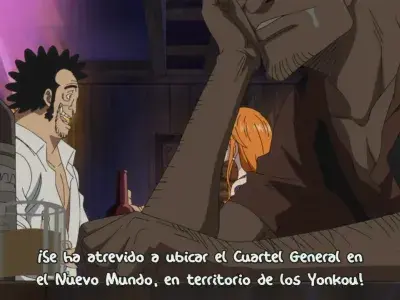 ¡Se ha atrevido a ubicar el Cuartel General en
el Nuevo Mundo, en territorio de los Yonkou!